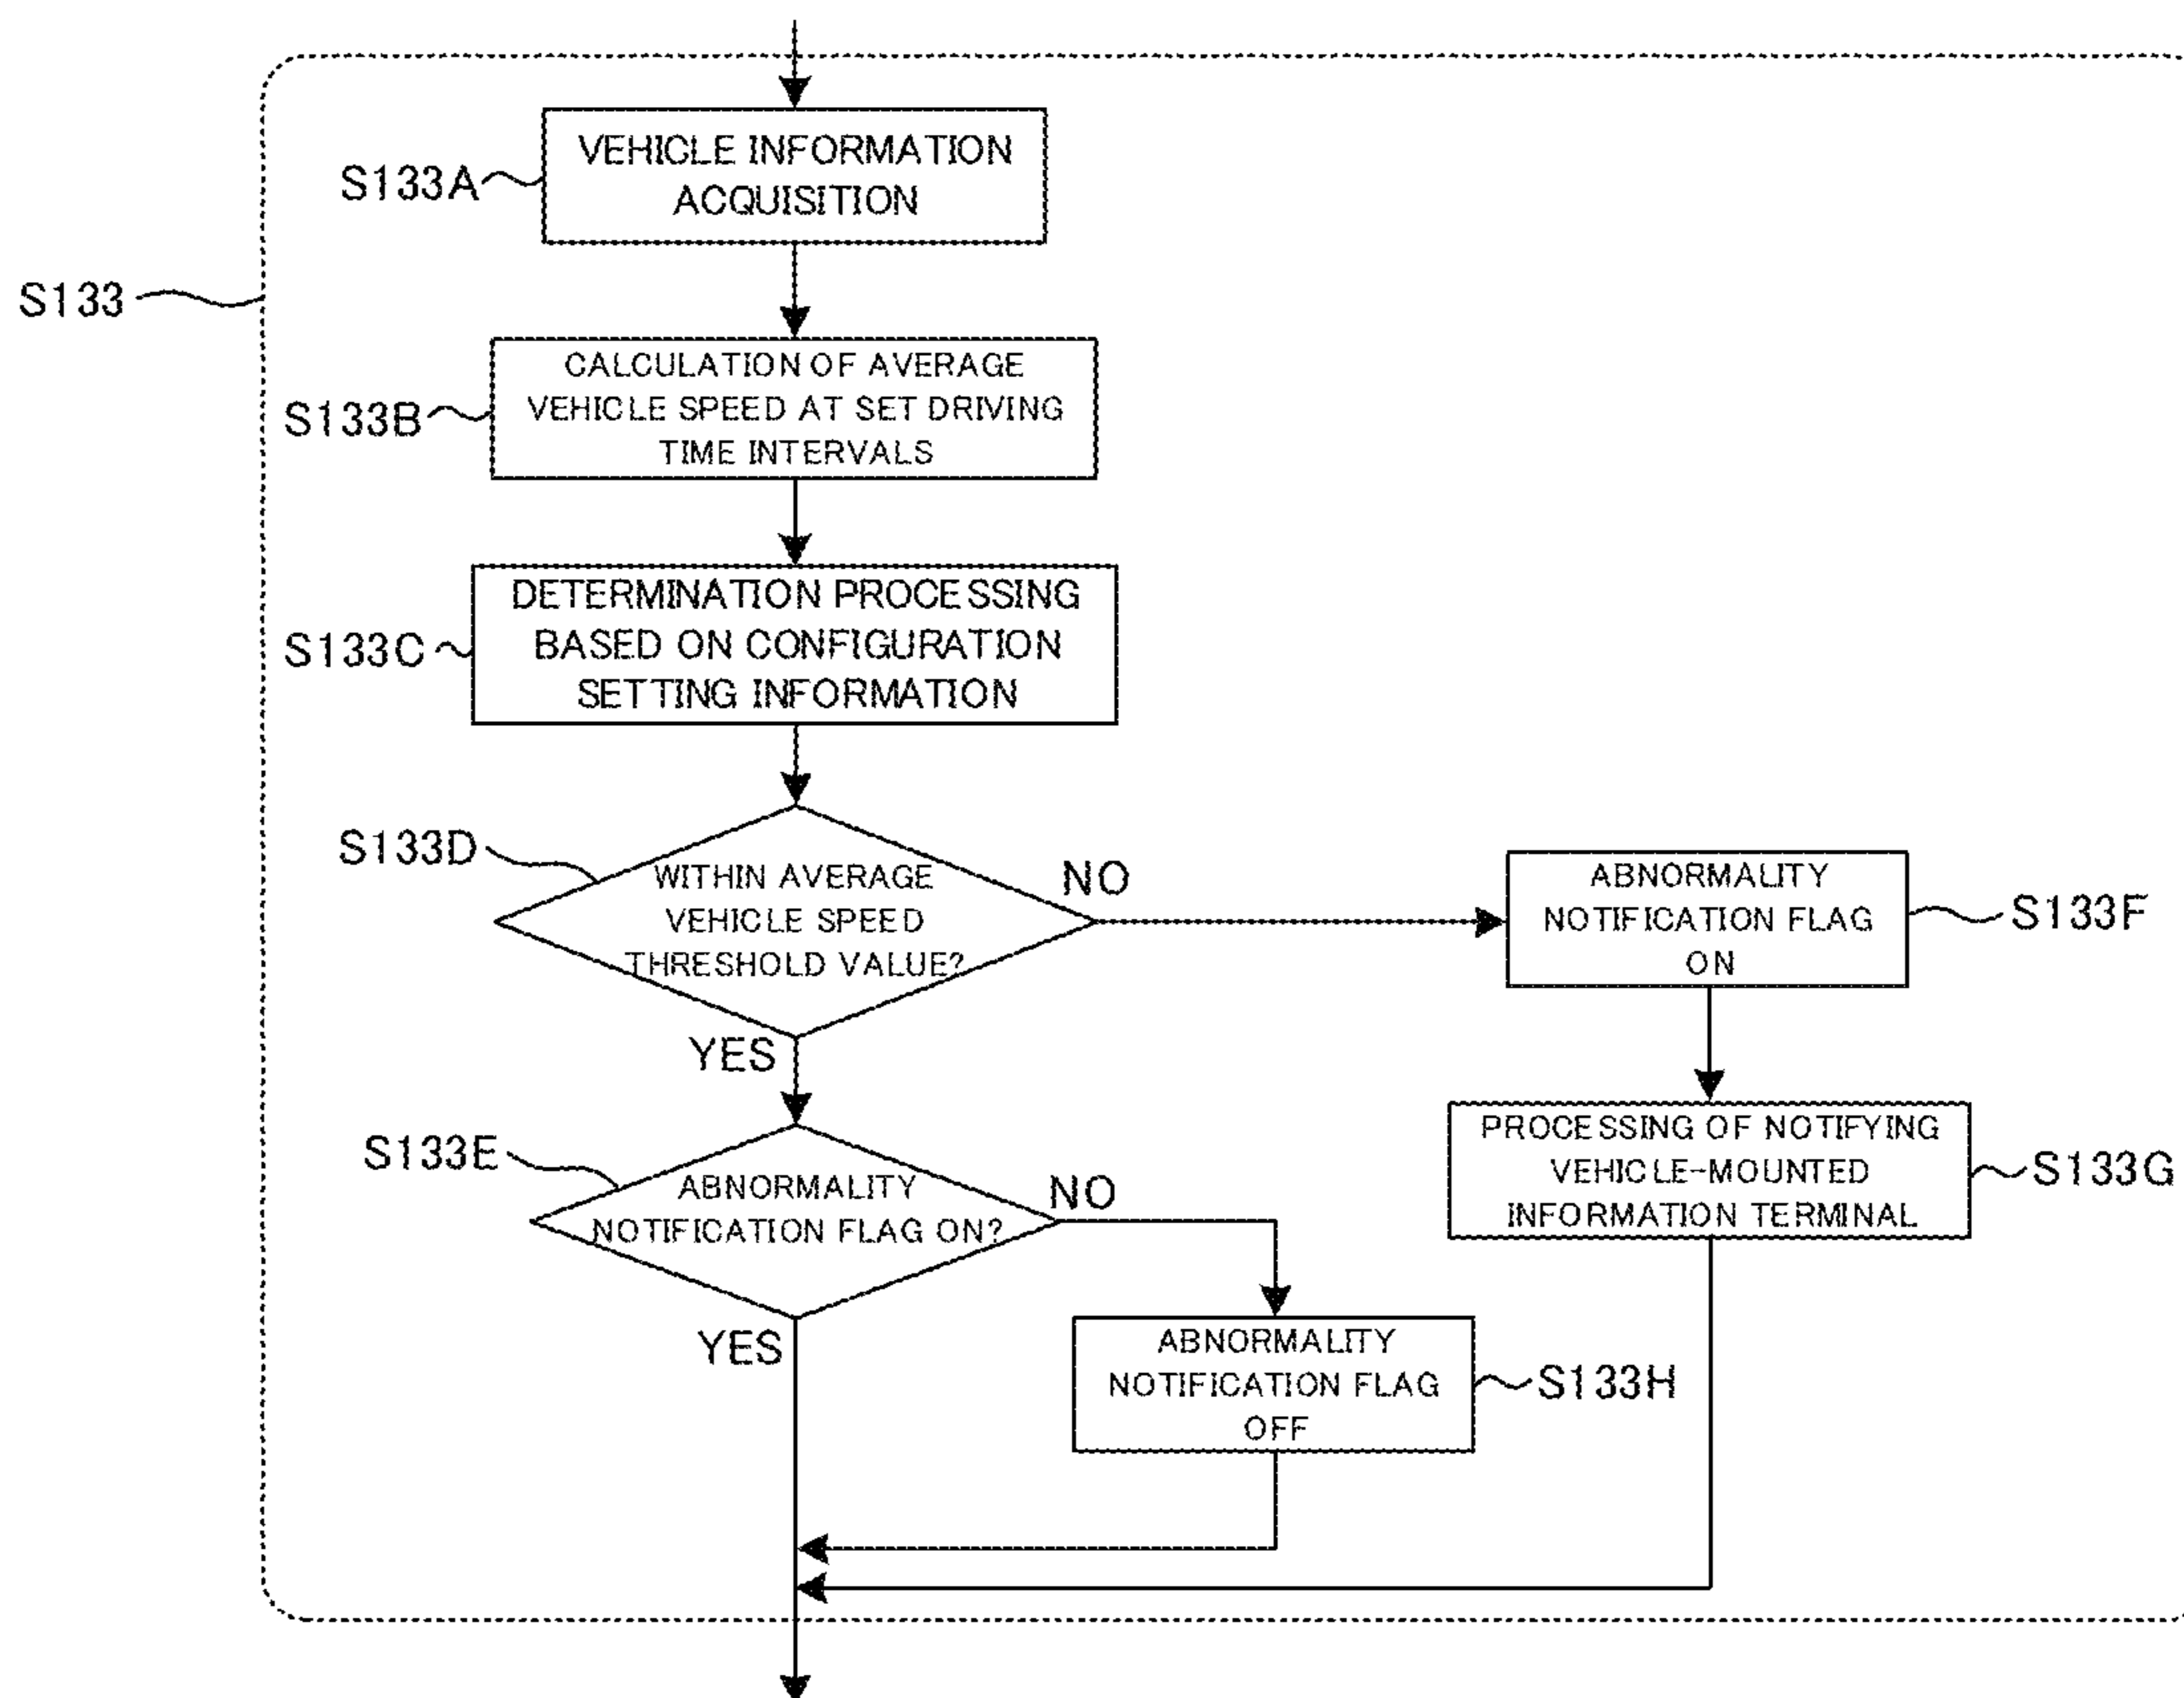 S133
S133A
VEHICLE INFORMATION
ACQUISITION
S133B
CALCULATION OF AVERAGE
VEHICLE SPEED AT SET DRIVING
TIME INTERVALS
S133C
DETERMINATION PROCESSING
BASED ON CONFIGURATION
SETTING INFORMATION
S133D
WITHIN AVERAGE
VEHICLE SPEED
THRESHOLD VALUE?
NO
YES
ABNORMALITY
NOTIFICATION FLAG
ON
S133F
PROCESSING OF NOTIFYING
VEHICLE-MOUNTED
INFORMATION TERMINAL
S133G
S133E
ABNORMALITY
NOTIFICATION FLAG ON?
NO
YES
ABNORMALITY
NOTIFICATION FLAG
OFF
S133H